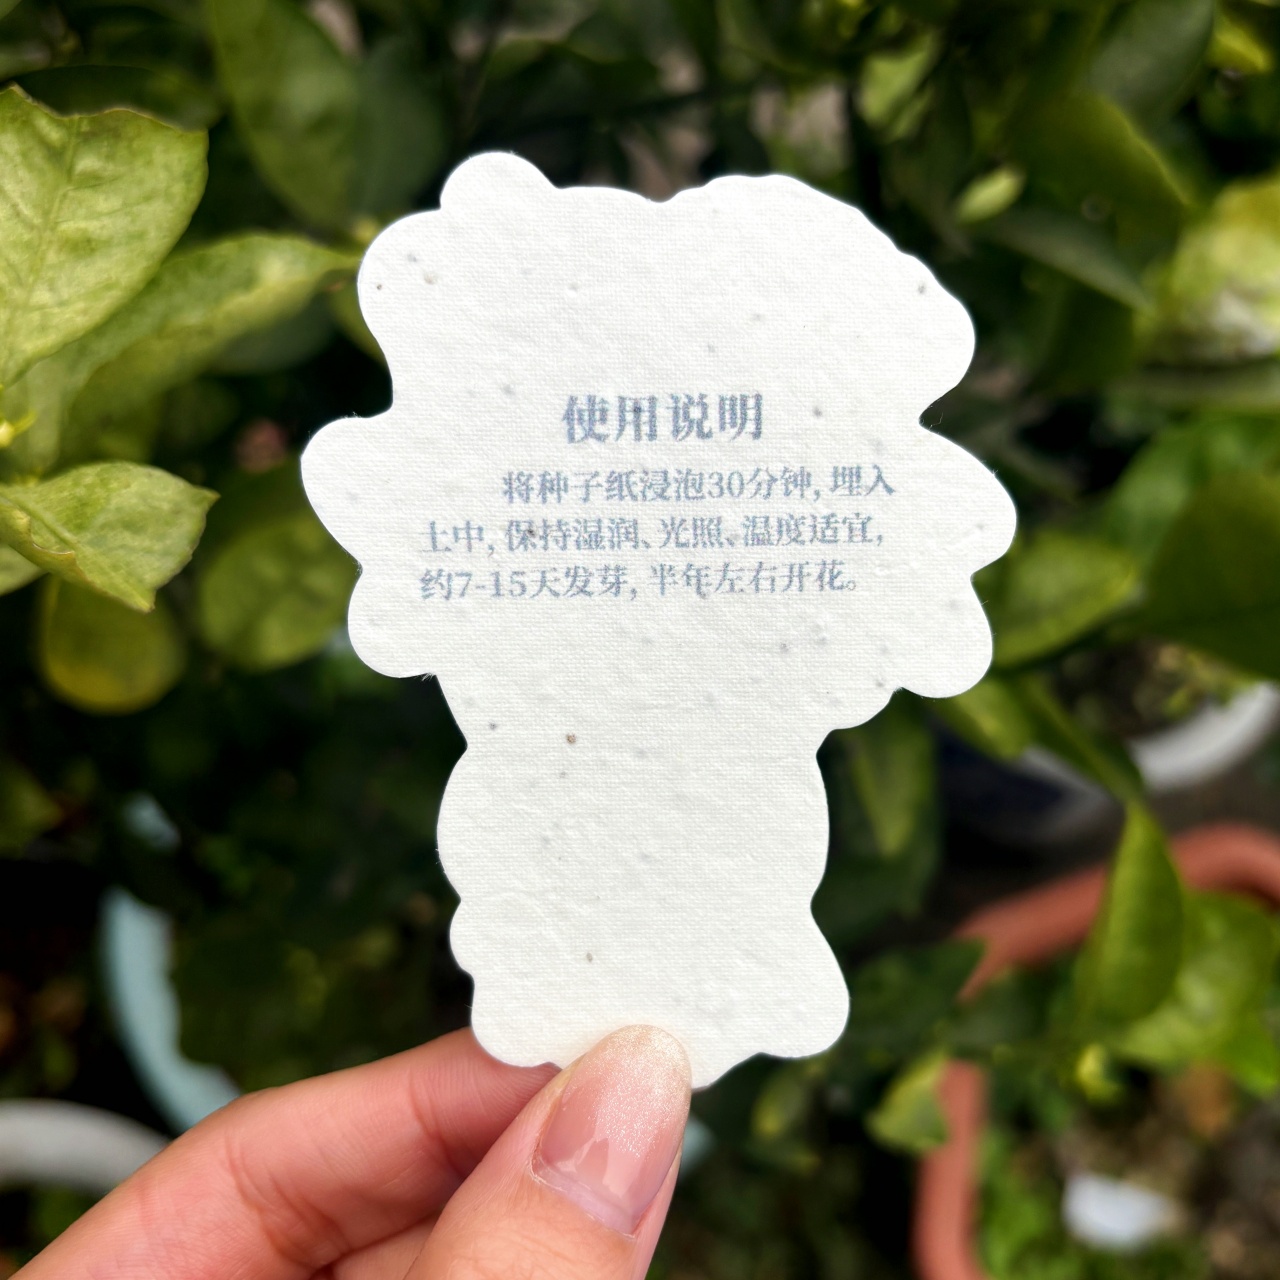 使用说明
将种子纸浸泡30分钟,埋入
土中,保持湿润、光照、温度适宜,
约7-15天发芽,半年左右开花。